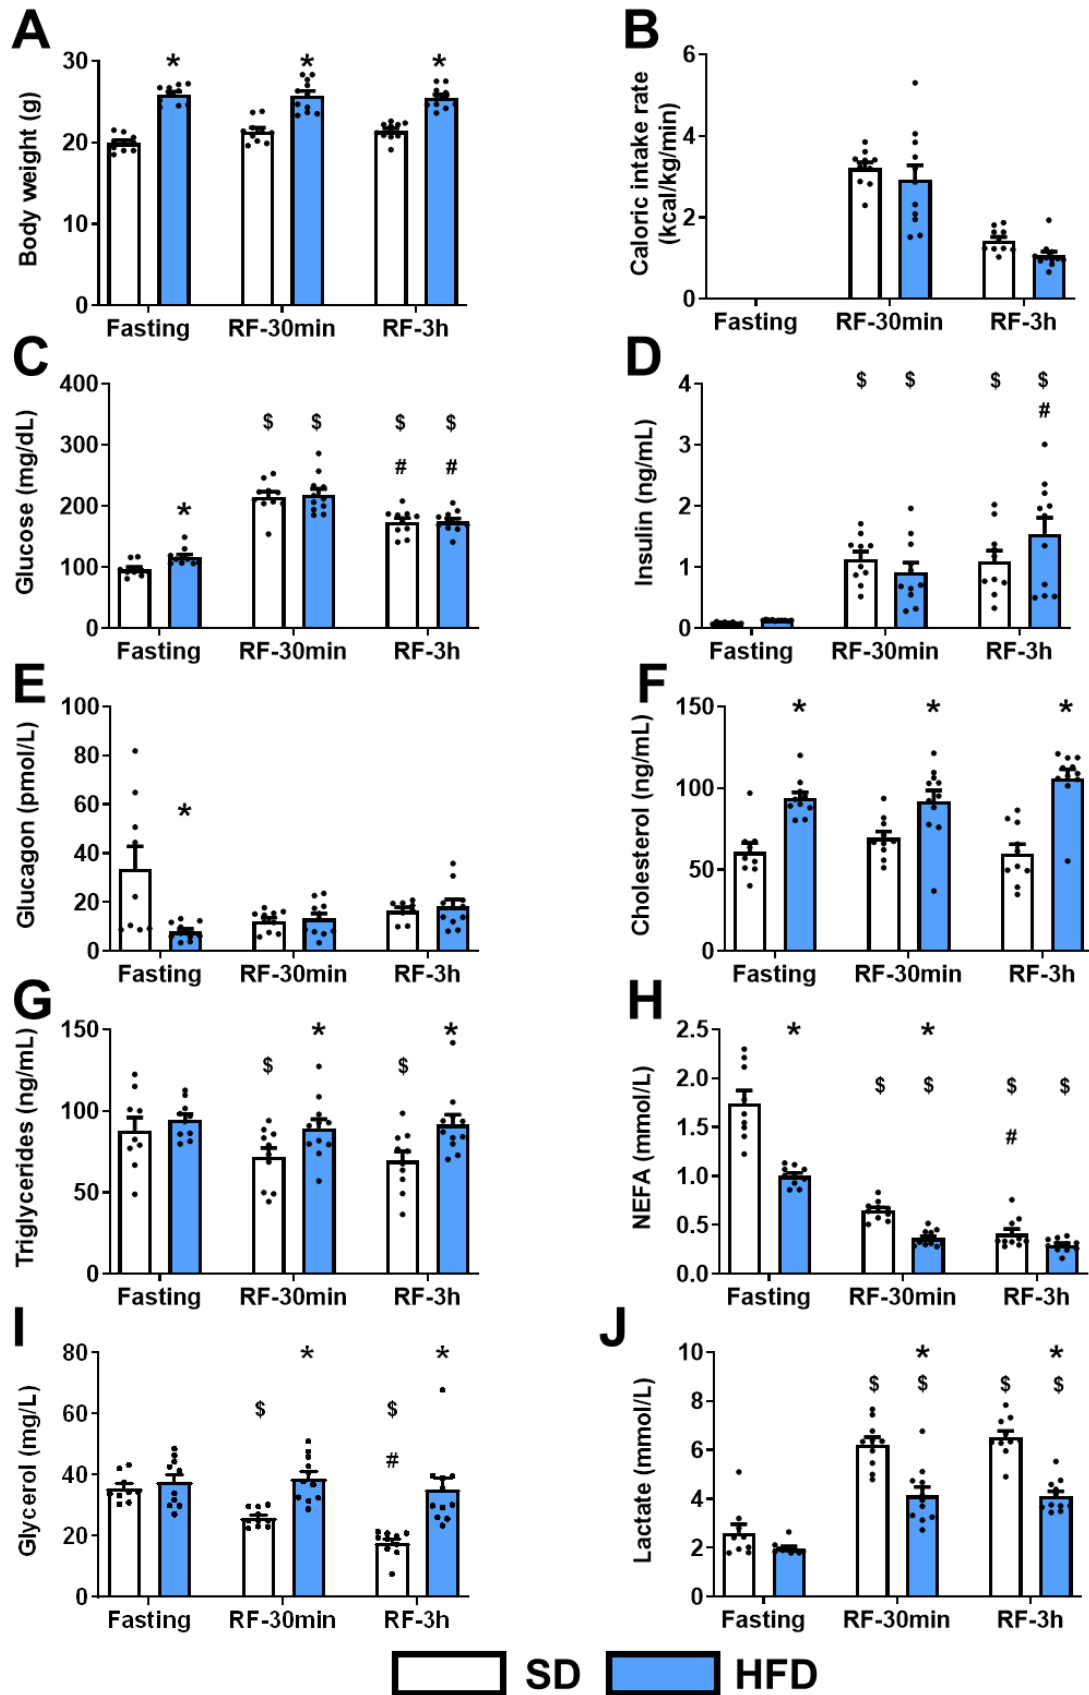 A
Body weight (g)
30
20
10
0
* * *
Fasting RF-30min RF-3h
B
Caloric intake rate
(kcal/kg/min)
6
4
2
0
Fasting RF-30min RF-3h
C
Glucose (mg/dL)
400
300
200
100
0
$ $ $ $
# #
*
Fasting RF-30min RF-3h
D
Insulin (ng/mL)
4
3
2
1
0
$ $ $ $
#
Fasting RF-30min RF-3h
E
Glucagon (pmol/L)
100
80
60
40
20
0
*
Fasting RF-30min RF-3h
F
Cholesterol (ng/mL)
150
100
50
0
* * *
Fasting RF-30min RF-3h
G
Triglycerides (ng/mL)
150
100
50
0
* *
$ $
Fasting RF-30min RF-3h
H
NEFA (mmol/L)
2.5
2.0
1.5
1.0
0.5
0.0
* *
$ $ $ $
#
Fasting RF-30min RF-3h
I
Glycerol (mg/L)
80
60
40
20
0
* *
$ $
#
Fasting RF-30min RF-3h
J
Lactate (mmol/L)
10
8
6
4
2
0
* *
$ $ $ $
Fasting RF-30min RF-3h
SD HFD